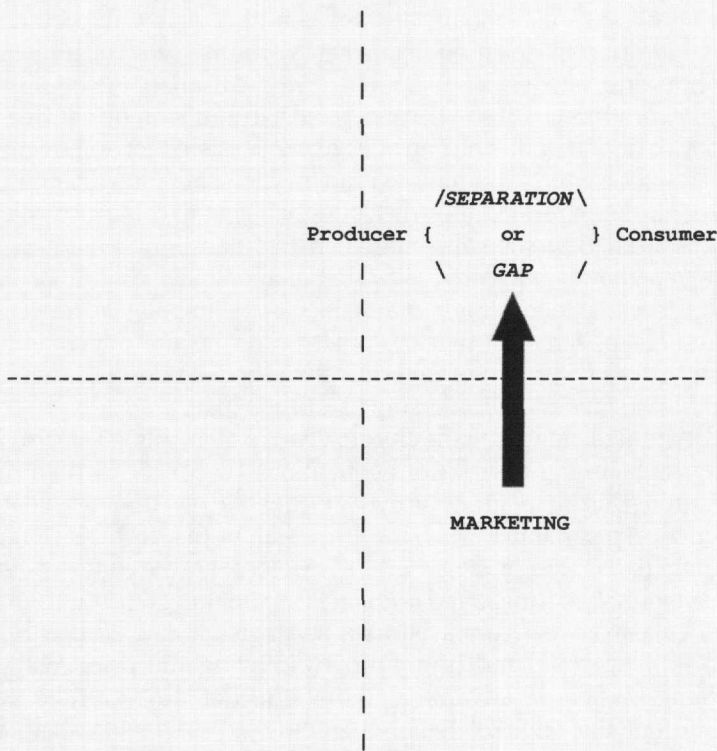 /SEPARATION\
Producer { or } Consumer
\ GAP /
MARKETING